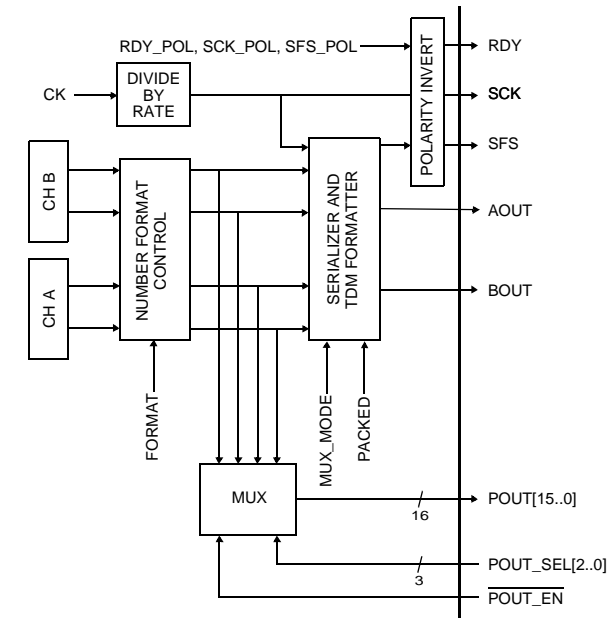 RDY_POL, SCK_POL, SFS_POL
RDY
CK
DIVIDE
BY
RATE
POLARITY INVERT
SCK
SFS
CH B
NUMBER FORMAT
CONTROL
SERIALIZER AND
TDM FORMATTER
AOUT
CH A
BOUT
FORMAT
MUX_MODE
PACKED
MUX
16
POUT[15..0]
3
POUT_SEL[2..0]
POUT_EN